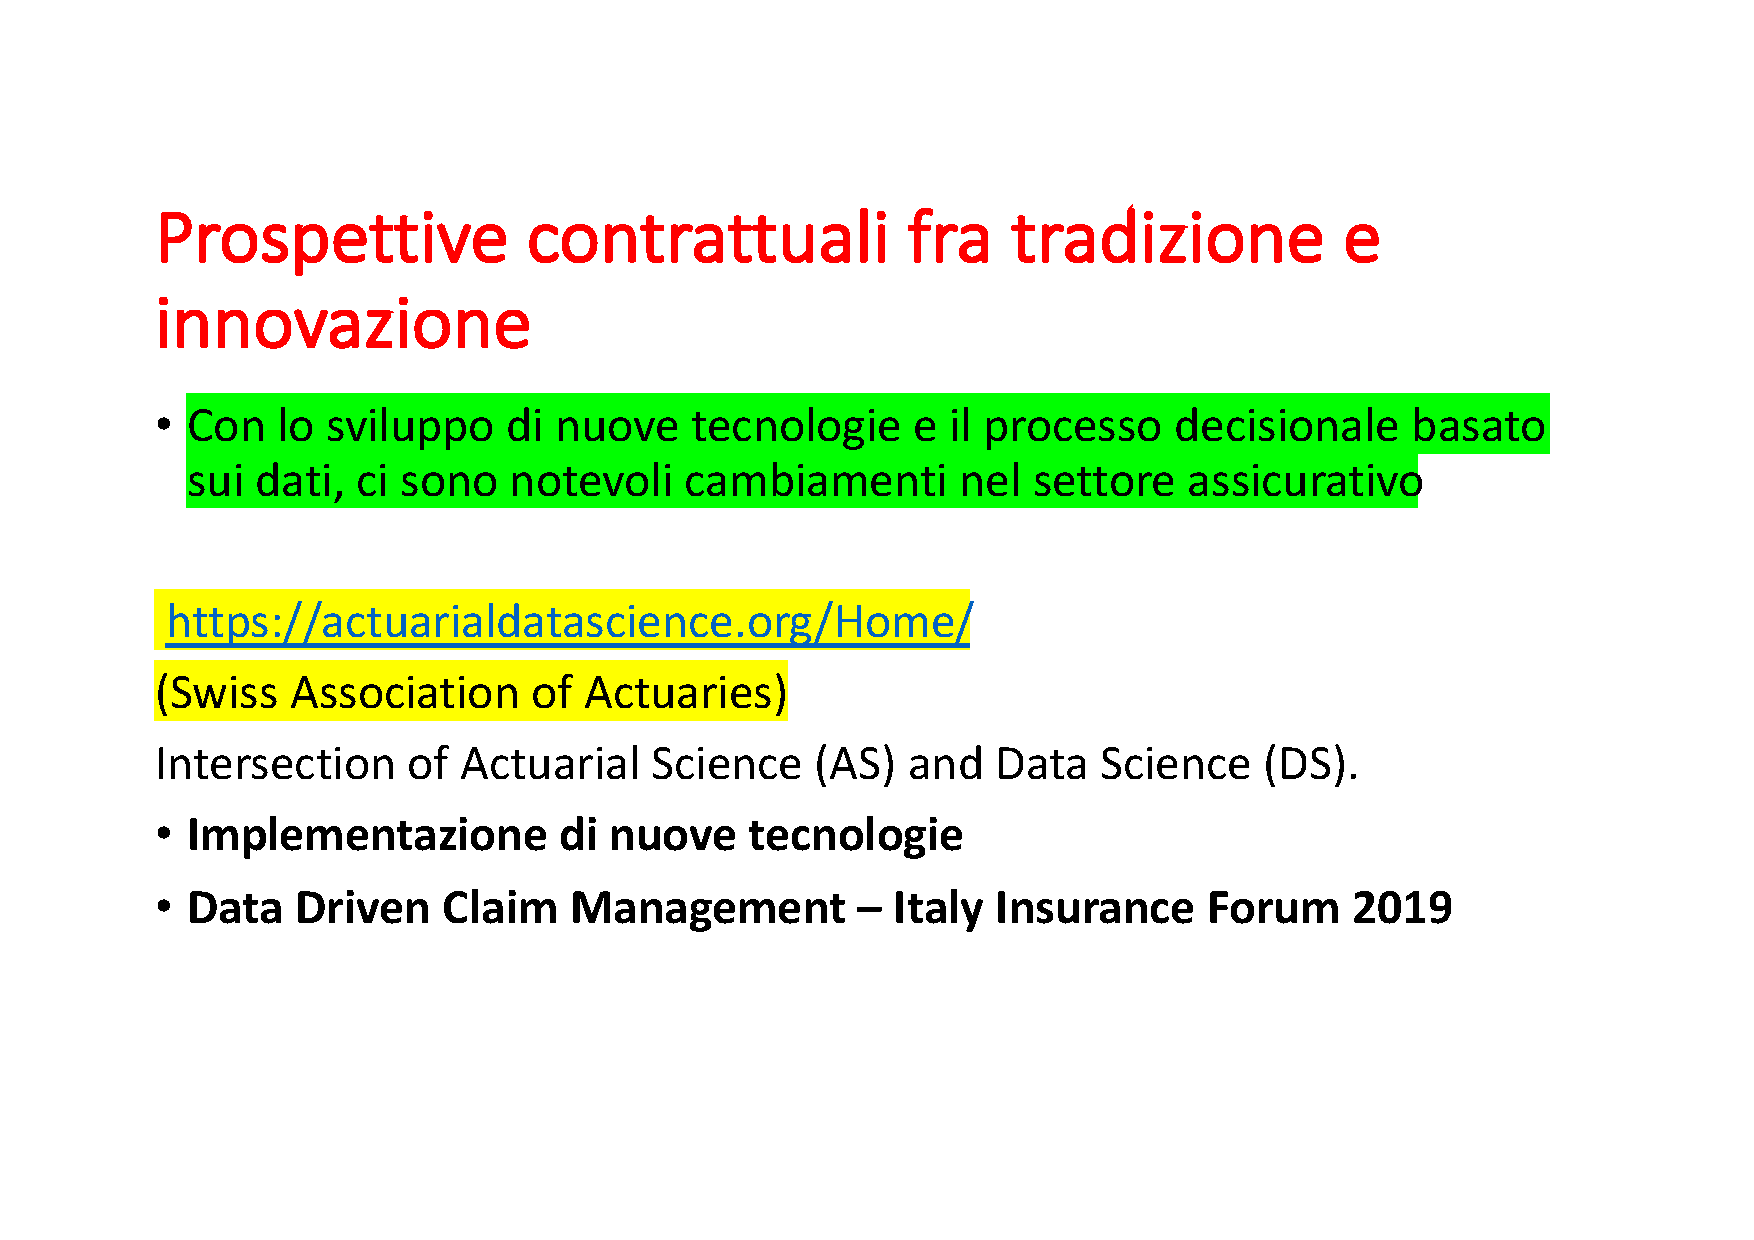 Prospettive contrattuali fra tradizione e
innovazione
• Con lo sviluppo di nuove tecnologie e il processo decisionale basato
sui dati, ci sono notevoli cambiamenti nel settore assicurativo
https://actuarialdatascience.org/Home/
(Swiss Association of Actuaries)
Intersection of Actuarial Science (AS) and Data Science (DS).
• Implementazione di nuove tecnologie
• Data Driven Claim Management – Italy Insurance Forum 2019